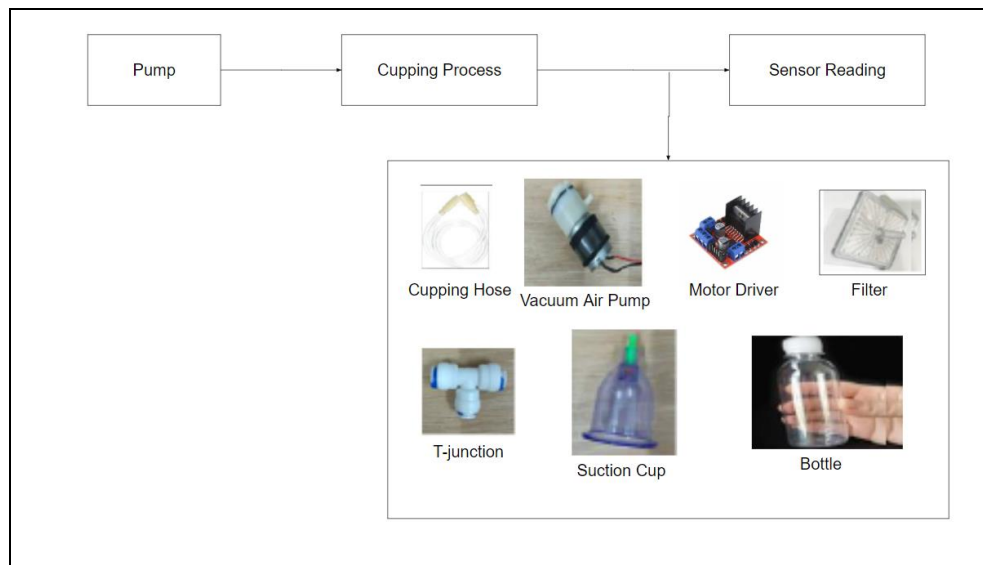 Pump
Cupping Process
Sensor Reading
Cupping Hose
Vacuum Air Pump
Motor Driver
Filter
T-junction
Suction Cup
Bottle